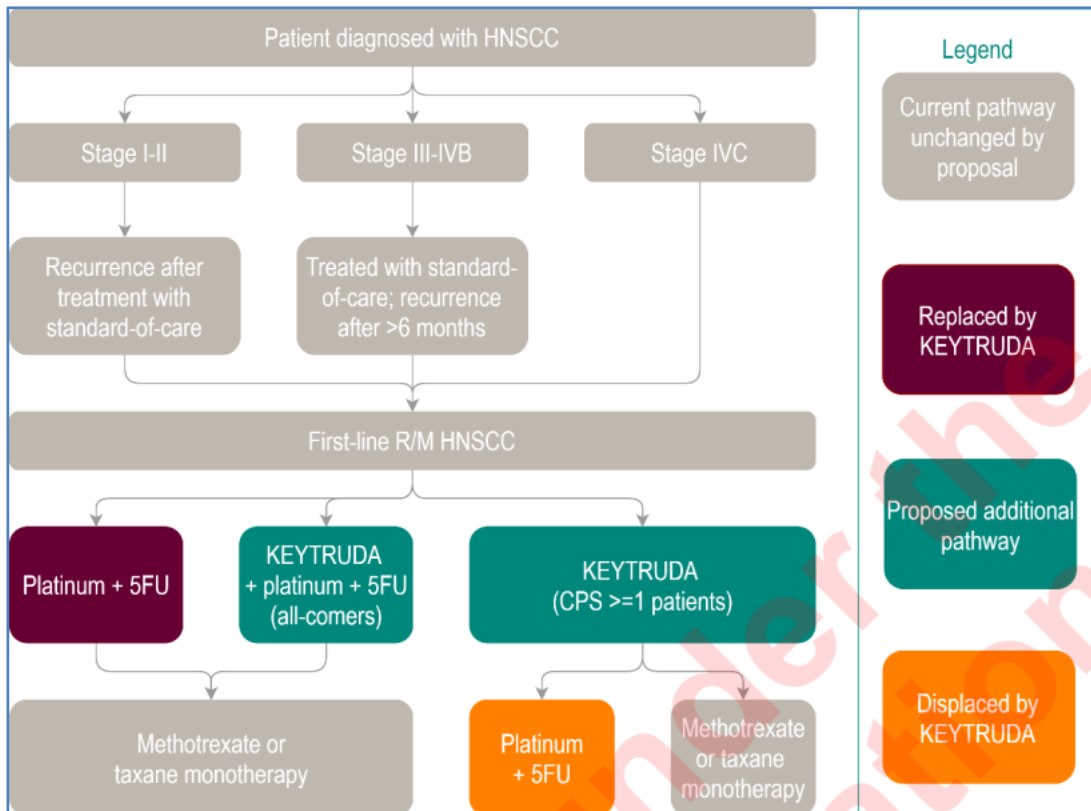 Patient diagnosed with HNSCC
Stage I-II
Stage III-IVB
Stage IVC
Recurrence after
treatment with
standard-of-care
Treated with standard-
of-care; recurrence
after >6 months
First-line R/M HNSCC
Platinum + 5FU
KEYTRUDA
+ platinum + 5FU
(all-comers)
KEYTRUDA
(CPS >=1 patients)
Methotrexate or
taxane monotherapy
Platinum
+ 5FU
Methotrexate
or taxane
monotherapy
Legend
Current pathway
unchanged by
proposal
Replaced by
KEYTRUDA
Proposed additional
pathway
Displaced by
KEYTRUDA
under the